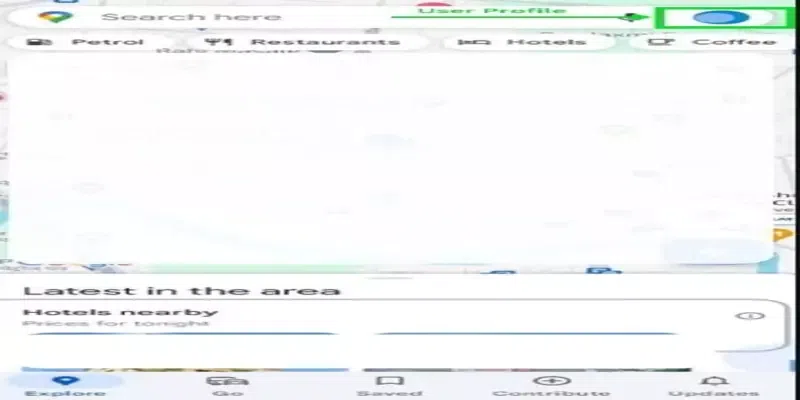 Search here
User Profile
Petrol
Restaurants
Hotels
Coffee
Latest in the area
Hotels nearby
Prices for tonight
Explore
Go
Saved
Contribute
Updates